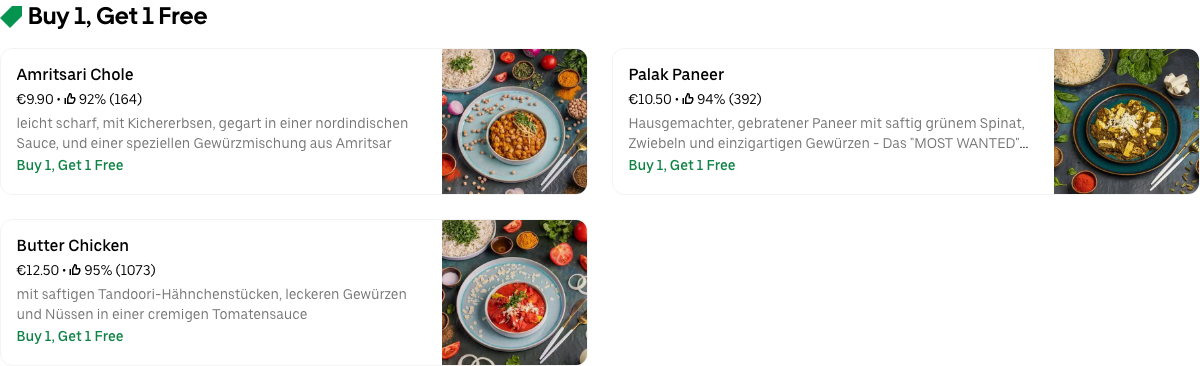 Buy 1, Get 1 Free
Amritsari Chole
€9.90 • 92% (164)
leicht scharf, mit Kichererbsen, gegart in einer nordindischen
Sauce, und einer speziellen Gewürzmischung aus Amritsar
Buy 1, Get 1 Free
Palak Paneer
€10.50 • 94% (392)
Hausgemachter, gebratener Paneer mit saftig grünem Spinat,
Zwiebeln und einzigartigen Gewürzen - Das "MOST WANTED"...
Buy 1, Get 1 Free
Butter Chicken
€12.50 • 95% (1073)
mit saftigen Tandoori-Hähnchenstücken, leckeren Gewürzen
und Nüssen in einer cremigen Tomatensauce
Buy 1, Get 1 Free